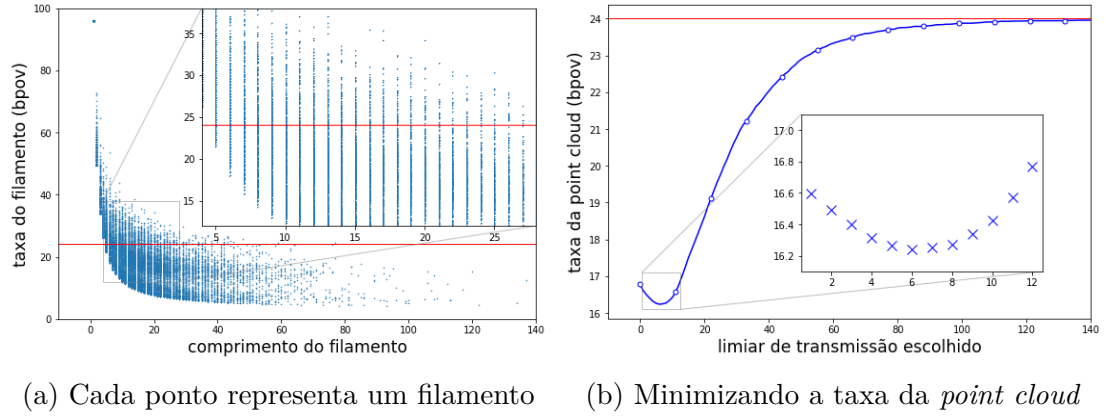 100
80
60
40
20
0
taxa do filamento (bpov)
35
30
25
20
15
5 10 15 20 25
0 20 40 60 80 100 120 140
comprimento do filamento
24
23
22
21
20
19
18
17
16
taxa da point cloud (bpov)
17.0
16.8
16.6
16.4
16.2
2 4 6 8 10 12
0 20 40 60 80 100 120 140
limiar de transmissão escolhido
(a) Cada ponto representa um filamento
(b) Minimizando a taxa da point cloud